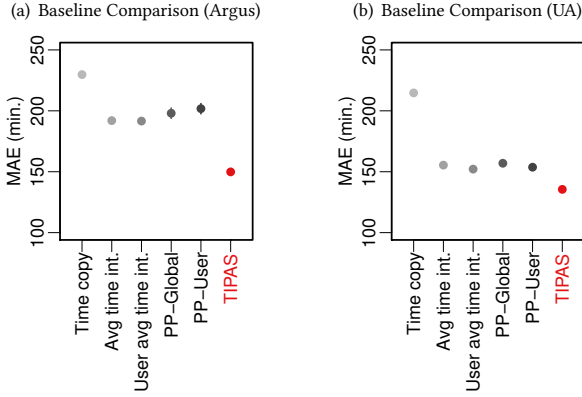 (a) Baseline Comparison (Argus)
MAE (min.)
250
200
150
100
Time copy
Avg time int.
User avg time int.
PP−Global
PP−User
TIPAS
(b) Baseline Comparison (UA)
MAE (min.)
250
200
150
100
Time copy
Avg time int.
User avg time int.
PP−Global
PP−User
TIPAS